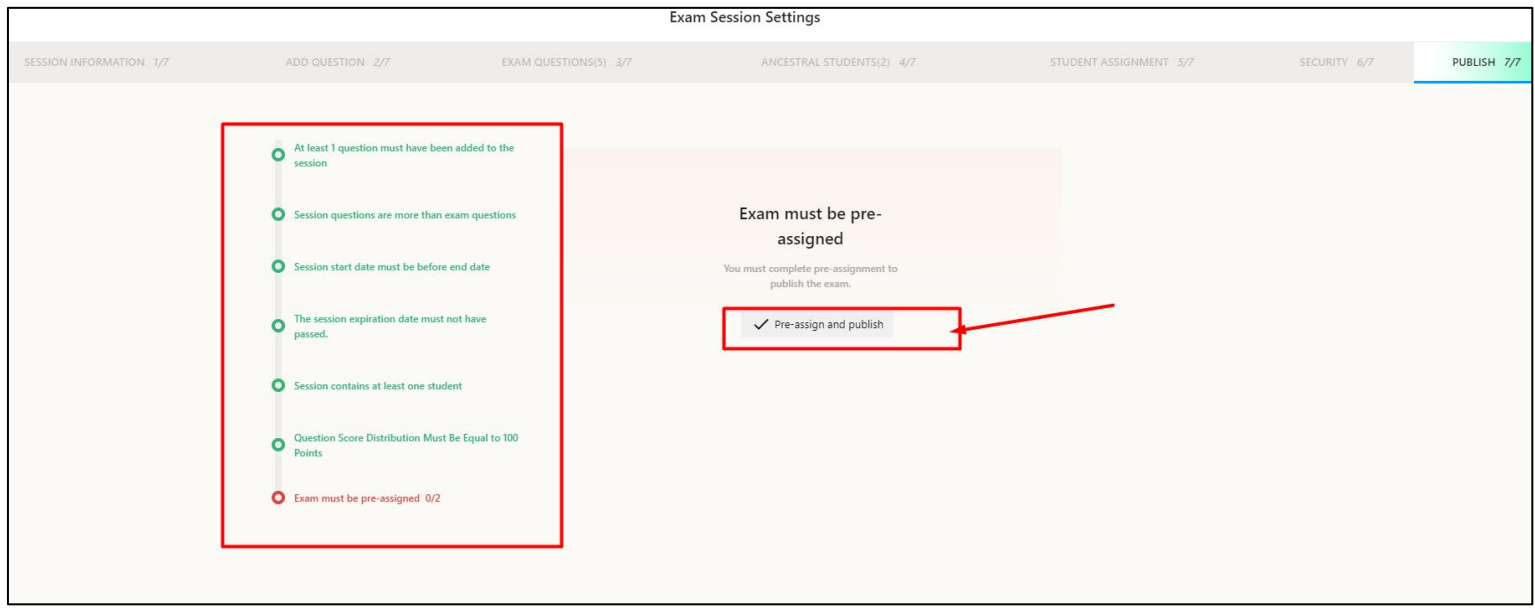 Exam Session Settings
SESSION INFORMATION 1/7
ADD QUESTION 2/7
EXAM QUESTIONS(5) 3/7
ANCESTRAL STUDENTS(2) 4/7
STUDENT ASSIGNMENT 5/7
SECURITY 6/7
PUBLISH 7/7
At least 1 question must have been added to the
session
Session questions are more than exam questions
Session start date must be before end date
The session expiration date must not have
passed.
Session contains at least one student
Question Score Distribution Must Be Equal to 100
Points
Exam must be pre-assigned 0/2
Exam must be pre-
assigned
You must complete pre-assignment to
publish the exam.
Pre-assign and publish